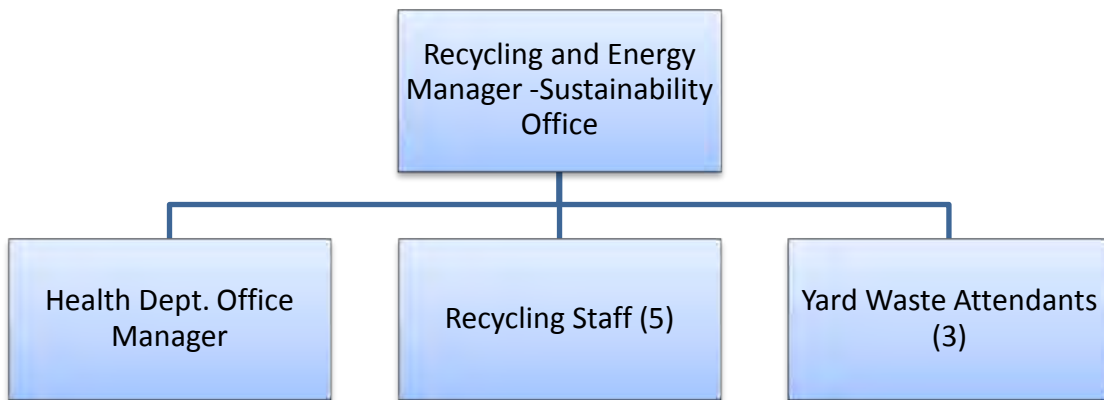 Recycling and Energy
Manager -Sustainability
Office
Health Dept. Office
Manager
Recycling Staff (5)
Yard Waste Attendants
(3)